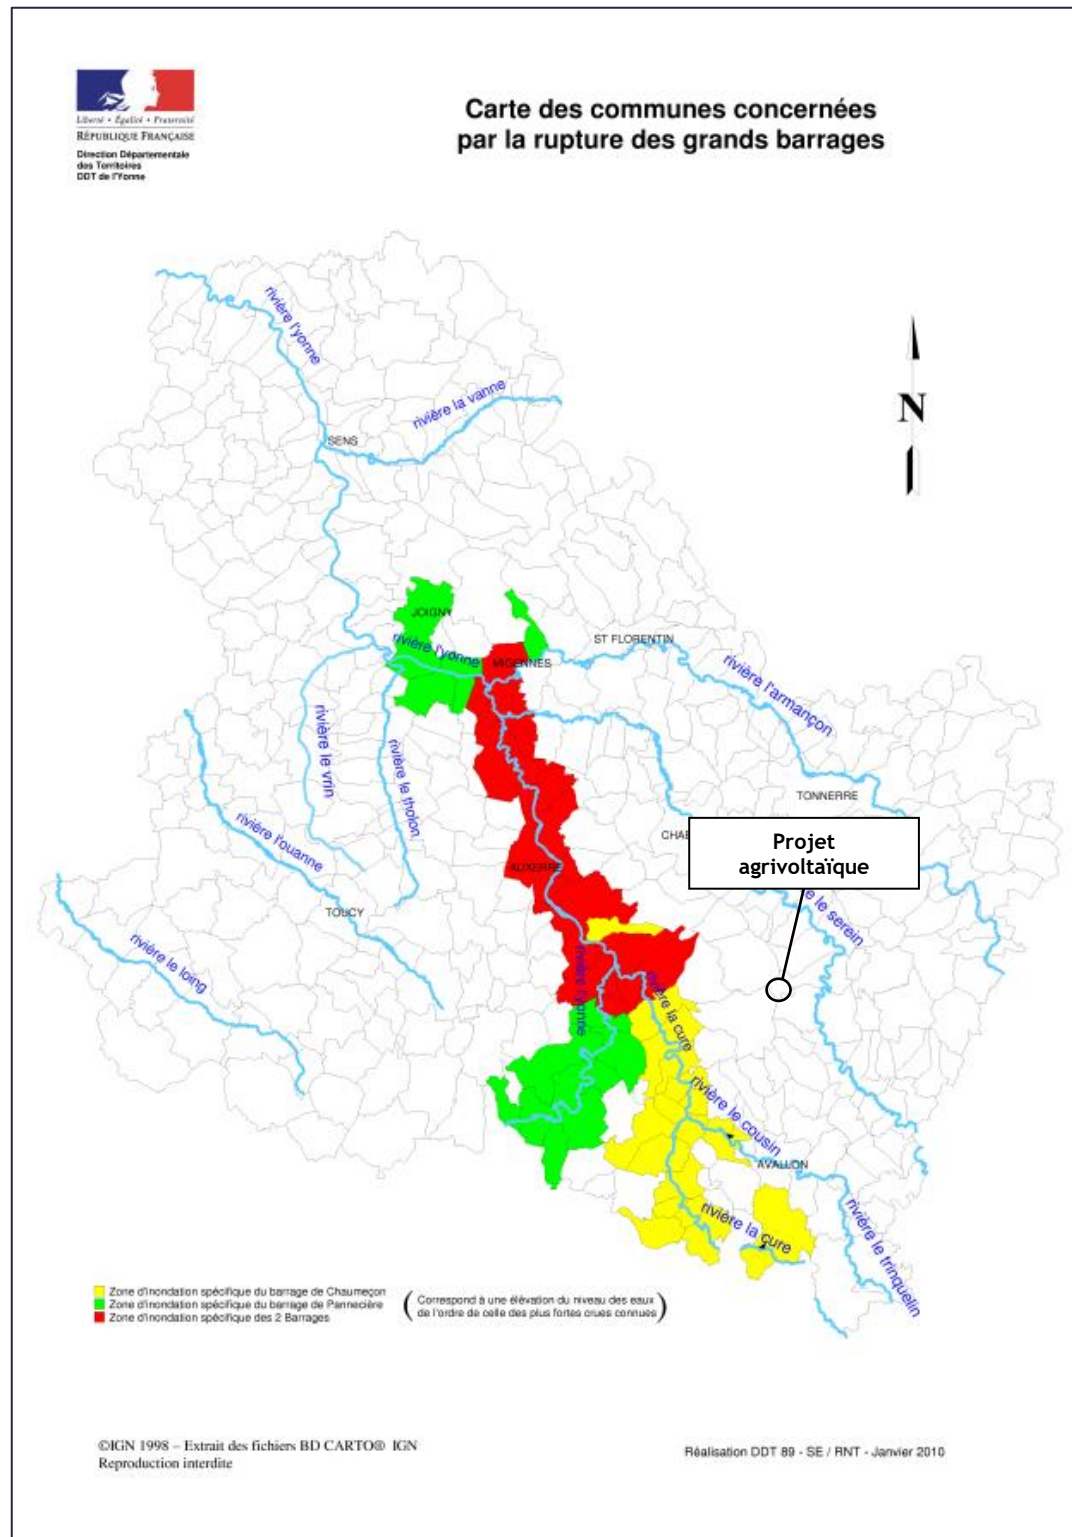 Liberté • Égalité • Fraternité
RÉPUBLIQUE FRANÇAISE
Direction Départementale
des Territoires
DDT de l'Yonne
Carte des communes concernées
par la rupture des grands barrages
N
rivière l'yonne
rivière la vanne
SENS
JOIGNY
rivière l'yonne
MIGENNES
ST FLORENTIN
rivière l'armançon
rivière le vrin
rivière le tholon
TONNERRE
rivière l'ouanne
CHAB
Projet
agrivoltaïque
AUXERRE
le serein
TOUCY
rivière le loing
rivière l'yonne
rivière la cure
rivière le cousin
AVALLON
rivière la cure
rivière le trinquelin
Zone d'inondation spécifique du barrage de Chaumeçon
Zone d'inondation spécifique du barrage de Pannecière
Zone d'inondation spécifique des 2 Barrages
( Correspond à une élévation du niveau des eaux
de l'ordre de celle des plus fortes crues connues )
©IGN 1998 – Extrait des fichiers BD CARTO® IGN
Reproduction interdite
Réalisation DDT 89 - SE / RNT - Janvier 2010